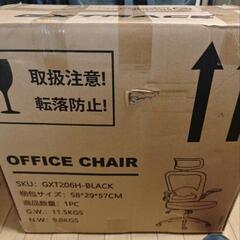 取扱注意!
転落防止!
OFFICE CHAIR
SKU: GXT206H-BLACK
梱包サイズ: 58*29*57CM
商品数量: 1PC
G.W.: 11.5KGS
N.W.: 9.8KGS